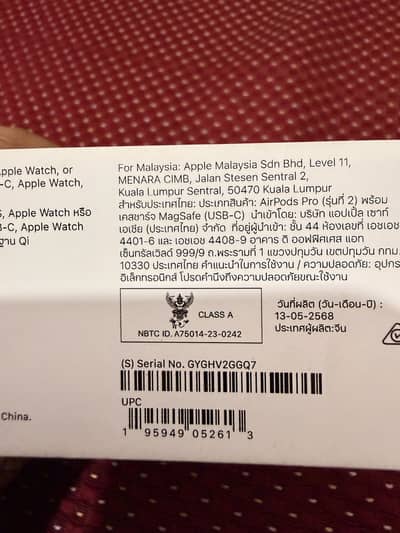 Apple Watch, or
-C, Apple Watch,
S, Apple Watch หรือ
B-C, Apple Watch
ฐาน Qi
China.
For Malaysia: Apple Malaysia Sdn Bhd, Level 11,
MENARA CIMB, Jalan Stesen Sentral 2,
Kuala Lumpur Sentral, 50470 Kuala Lumpur
สำหรับประเทศไทย: ประเภทสินค้า: AirPods Pro (รุ่นที่ 2) พร้อม
เคสชาร์จ MagSafe (USB-C) นำเข้าโดย: บริษัท แอปเปิ้ล เซาท์
เอเชีย (ประเทศไทย) จำกัด ที่อยู่ผู้นำเข้า: ชั้น 44 ห้องเลขที่ เอชเอช
4401-6 และ เอชเอช 4408-9 อาคาร ดิ ออฟฟิศเศส แอท
เซ็นทรัลเวิลด์ 999/9 ถ.พระรามที่ 1 แขวงปทุมวัน เขตปทุมวัน กทม.
10330 ประเทศไทย คำแนะนำในการใช้งาน / ความปลอดภัย: อุปกร
อิเล็กทรอนิกส์ โปรดคำนึงถึงความปลอดภัยขณะใช้งาน
CLASS A
NBTC ID. A75014-23-0242
วันที่ผลิต (วัน-เดือน-ปี) :
13-05-2568
ประเทศผู้ผลิต:จีน
(S) Serial No. GYGHV2GGQ7
UPC
1 95949 05261 3